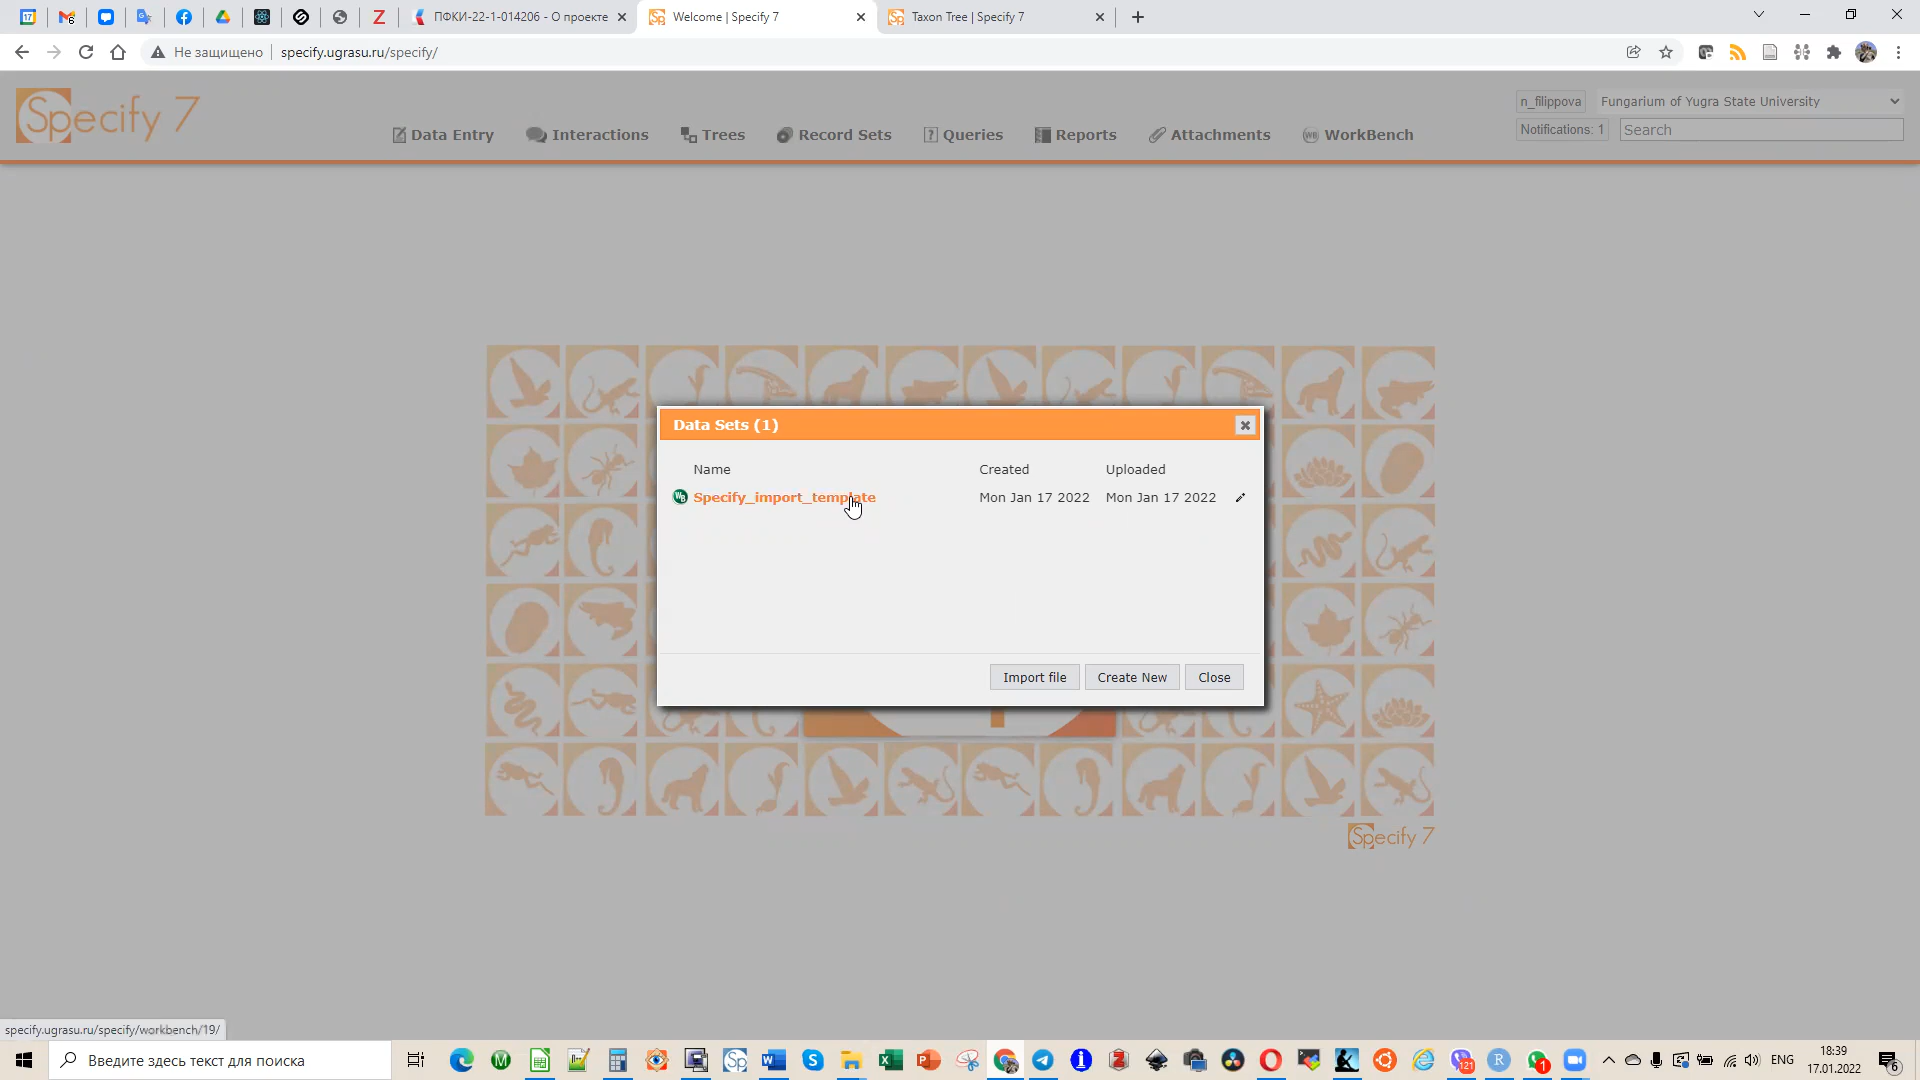 ПФКИ-22-1-014206 - О проекте
Welcome | Specify 7
Taxon Tree | Specify 7
Не защищено
specify.ugrasu.ru/specify/
Specify 7
Data Entry
Interactions
Trees
Record Sets
Queries
Reports
Attachments
WorkBench
n_filippova
Fungarium of Yugra State University
Notifications: 1
Search
Data Sets (1)
Name Created Uploaded
Specify_import_template Mon Jan 17 2022 Mon Jan 17 2022
Import file
Create New
Close
Specify 7
specify.ugrasu.ru/specify/workbench/19/
Введите здесь текст для поиска
ENG
18:39
17.01.2022